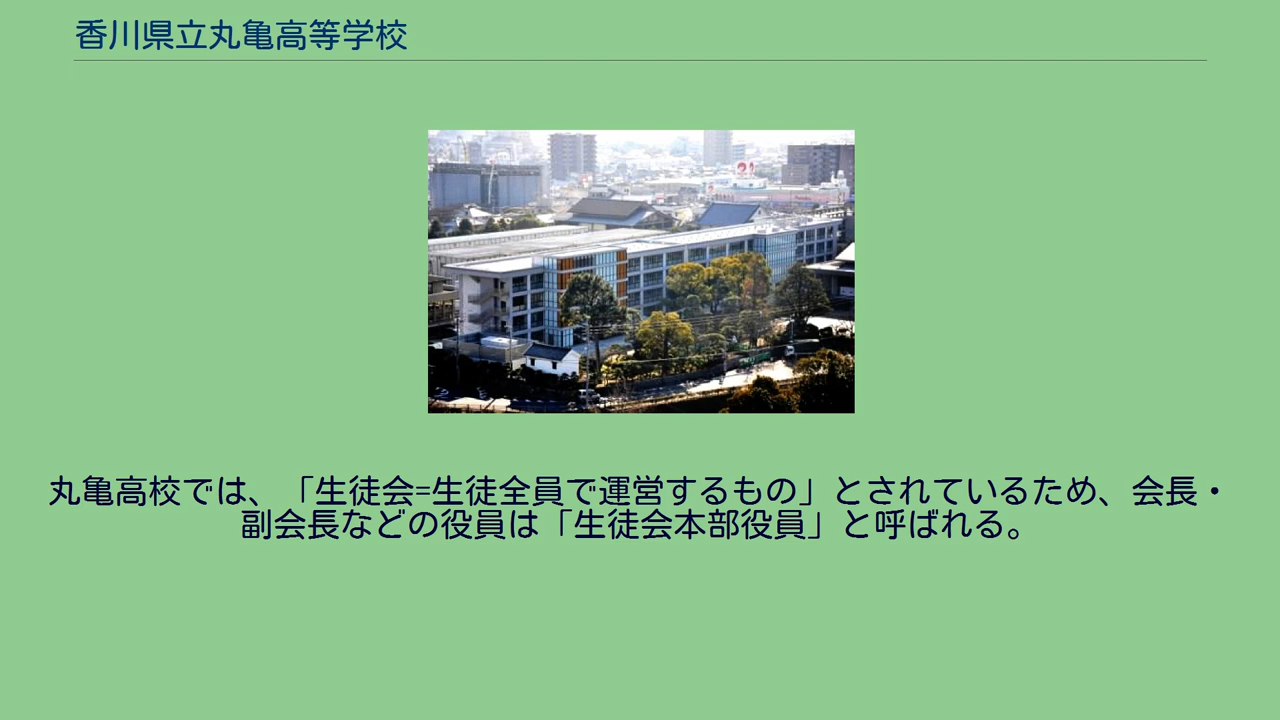 香川県立丸亀高等学校
丸亀高校では、「生徒会=生徒全員で運営するもの」とされているため、会長・
副会長などの役員は「生徒会本部役員」と呼ばれる。